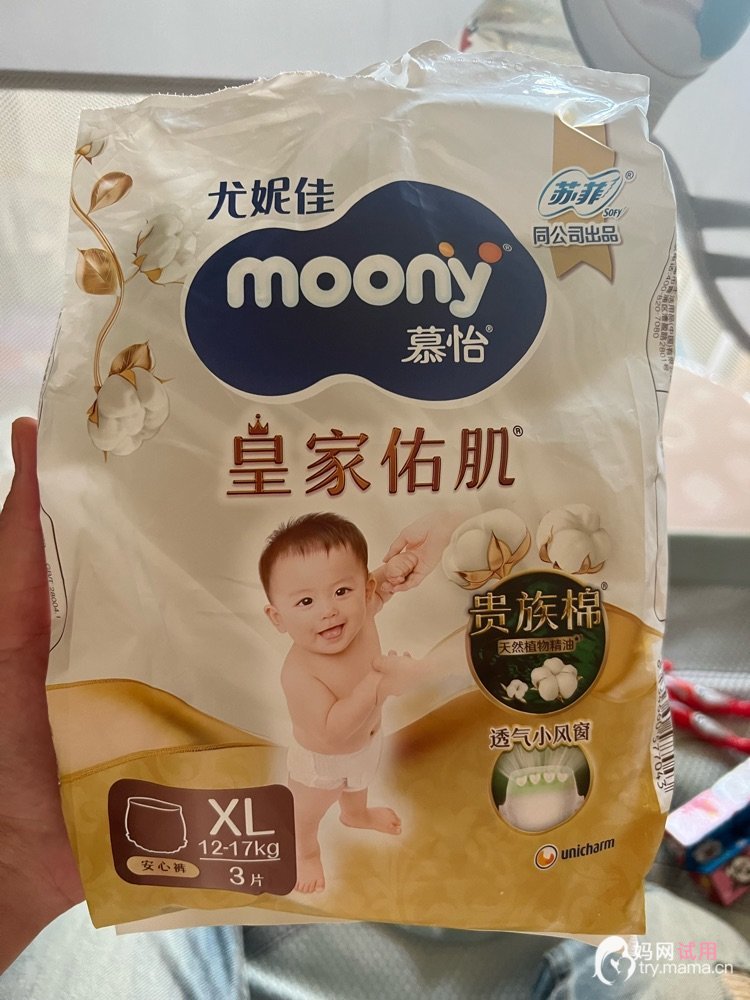 尤妮佳
moony
慕怡
苏菲
SOFY
同公司出品
皇家佑肌
贵族棉
天然植物精油
透气小风窗
XL
12-17kg
3片
安心裤
unicharm
妈网试用
try.mama.cn